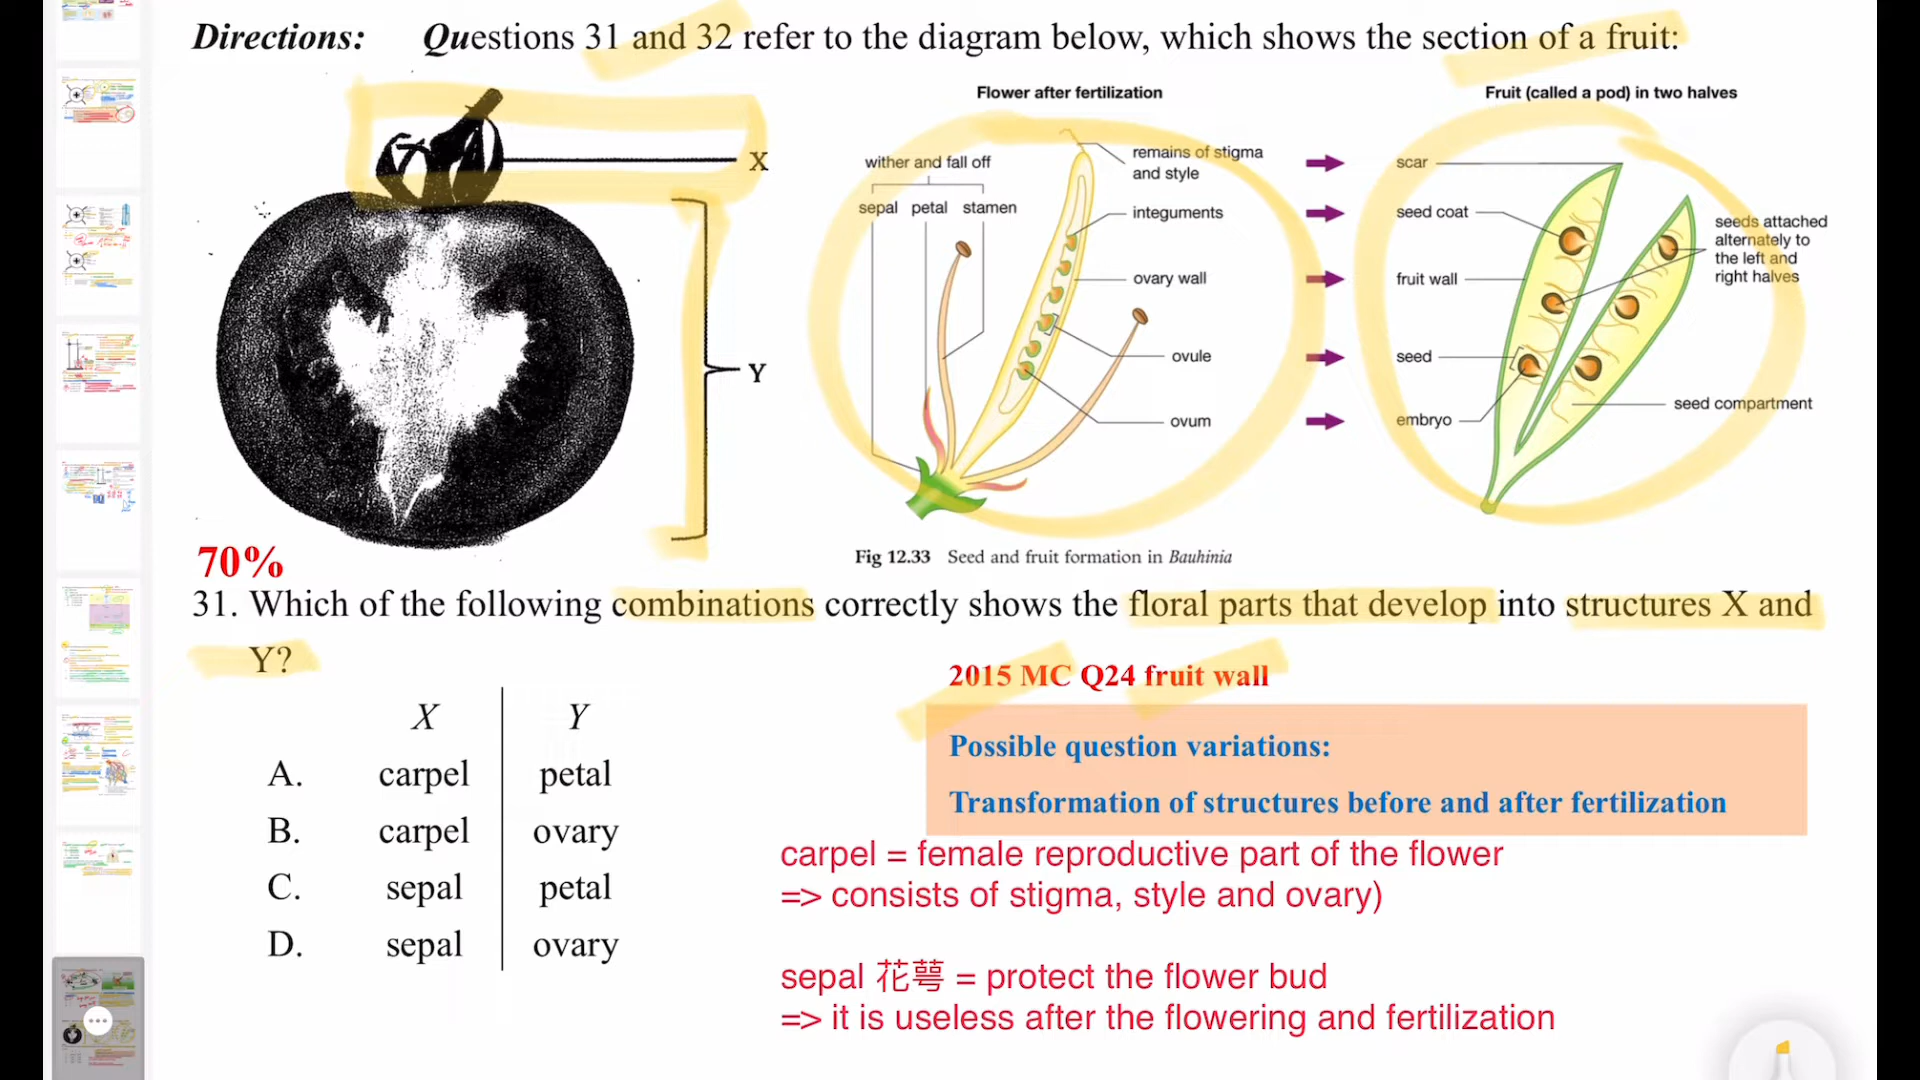 Directions: Questions 31 and 32 refer to the diagram below, which shows the section of a fruit:
X
Y
Flower after fertilization
wither and fall off
sepal petal stamen
remains of stigma
and style
integuments
ovary wall
ovule
ovum
Fruit (called a pod) in two halves
scar
seed coat
fruit wall
seed
embryo
seeds attached
alternately to
the left and
right halves
seed compartment
Fig 12.33 Seed and fruit formation in Bauhinia
70%
31. Which of the following combinations correctly shows the floral parts that develop into structures X and
Y?
X Y
A. carpel petal
B. carpel ovary
C. sepal petal
D. sepal ovary
2015 MC Q24 fruit wall
Possible question variations:
Transformation of structures before and after fertilization
carpel = female reproductive part of the flower
=> consists of stigma, style and ovary)
sepal 花萼 = protect the flower bud
=> it is useless after the flowering and fertilization